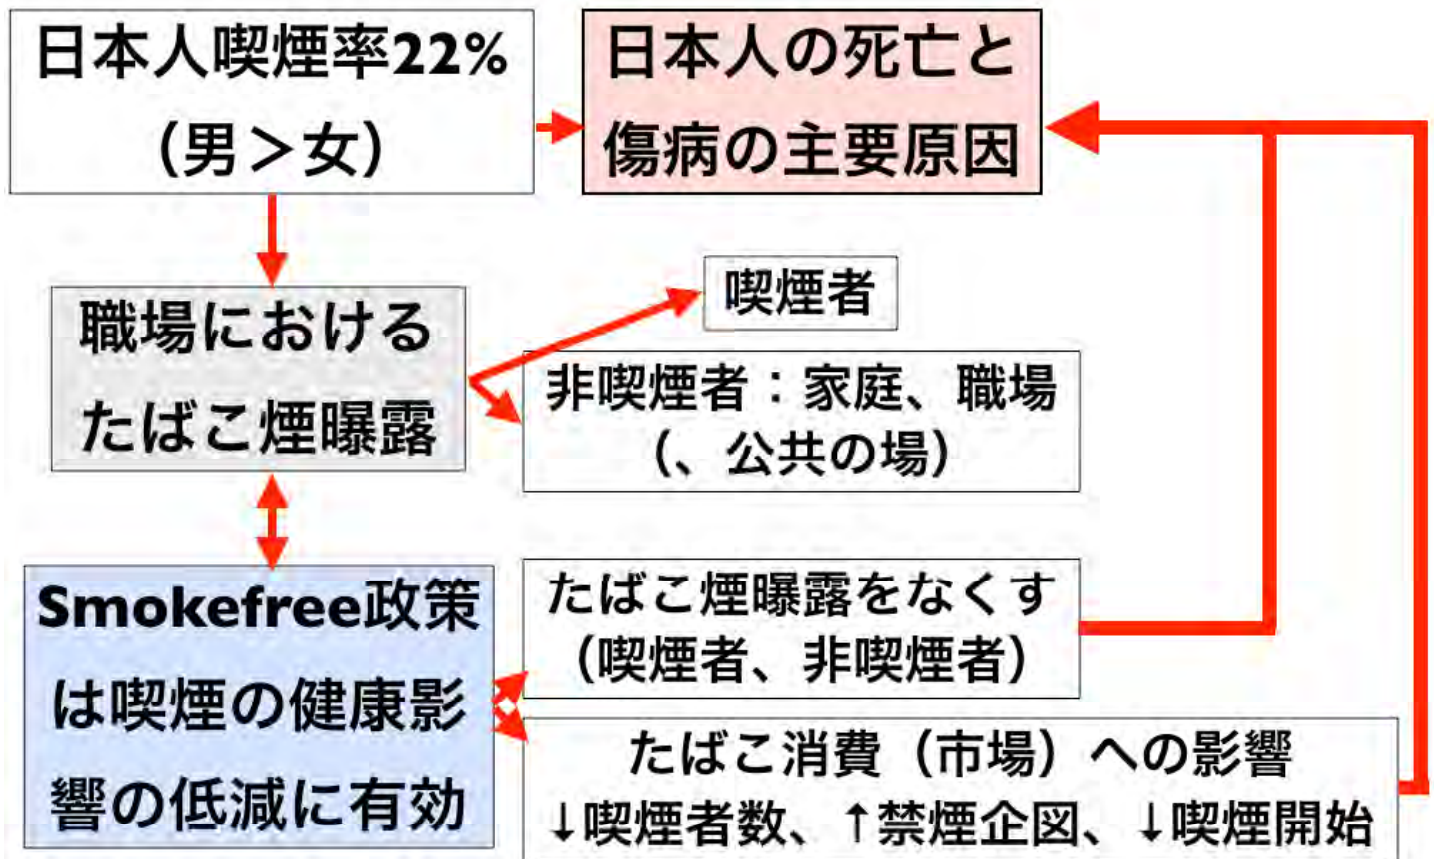 日本人喫煙率22%
（男＞女）
日本人の死亡と
傷病の主要原因
職場における
たばこ煙曝露
喫煙者
非喫煙者：家庭、職場
（、公共の場）
Smokefree政策
は喫煙の健康影
響の低減に有効
たばこ煙曝露をなくす
（喫煙者、非喫煙者）
たばこ消費（市場）への影響
↓喫煙者数、↑禁煙企図、↓喫煙開始